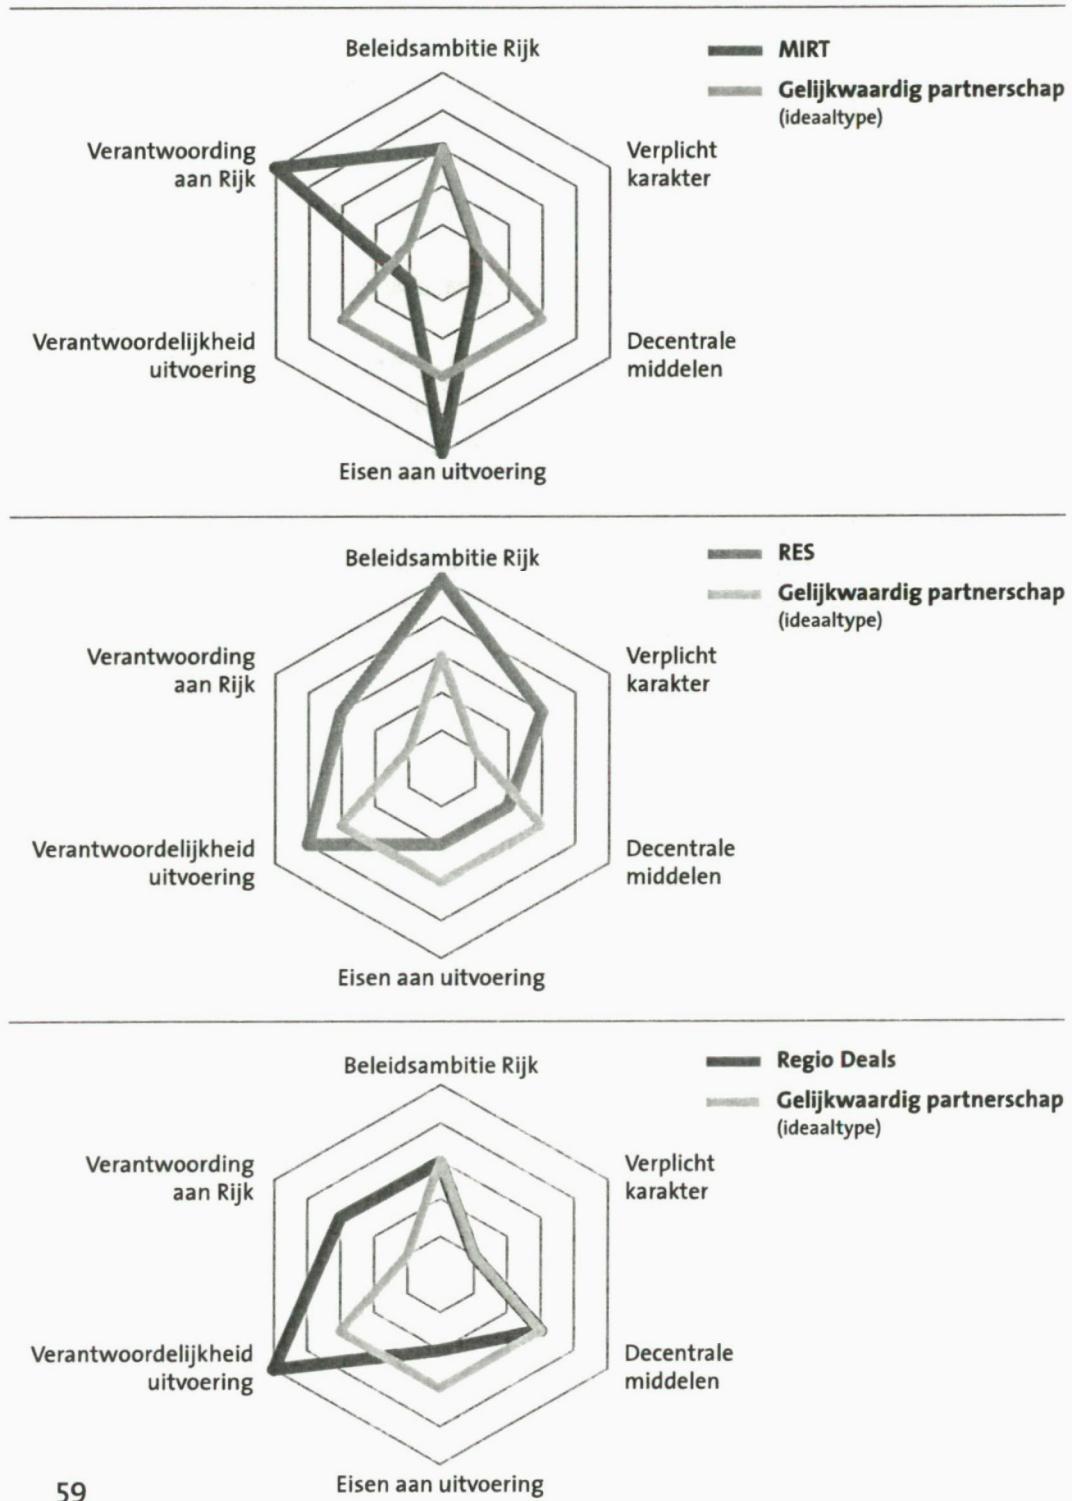 Beleidsambitie Rijk
MIRT
Gelijkwaardig partnerschap
(ideaaltype)
Verantwoording
aan Rijk
Verplicht
karakter
Verantwoordelijkheid
uitvoering
Decentrale
middelen
Eisen aan uitvoering
Beleidsambitie Rijk
RES
Gelijkwaardig partnerschap
(ideaaltype)
Verantwoording
aan Rijk
Verplicht
karakter
Verantwoordelijkheid
uitvoering
Decentrale
middelen
Eisen aan uitvoering
Beleidsambitie Rijk
Regio Deals
Gelijkwaardig partnerschap
(ideaaltype)
Verantwoording
aan Rijk
Verplicht
karakter
Verantwoordelijkheid
uitvoering
Decentrale
middelen
Eisen aan uitvoering
59